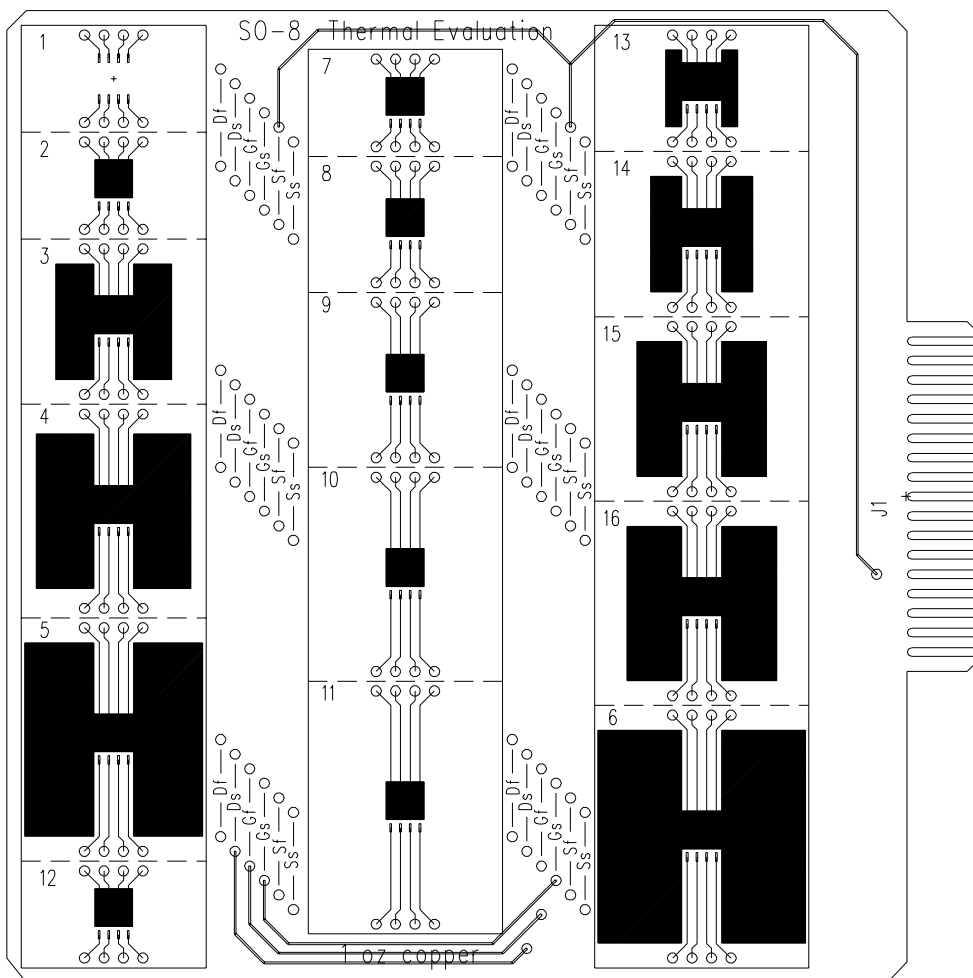 SO-8 Thermal Evaluation
1
2
3
4
5
12
Df
Ds
Gf
Gs
Sf
Ss
Df
Ds
Gf
Gs
Sf
Ss
Df
Ds
Gf
Gs
Sf
Ss
7
8
9
10
11
Df
Ds
Gf
Gs
Sf
Ss
Df
Ds
Gf
Gs
Sf
Ss
Df
Ds
Gf
Gs
Sf
Ss
13
14
15
16
6
J1
1 oz copper